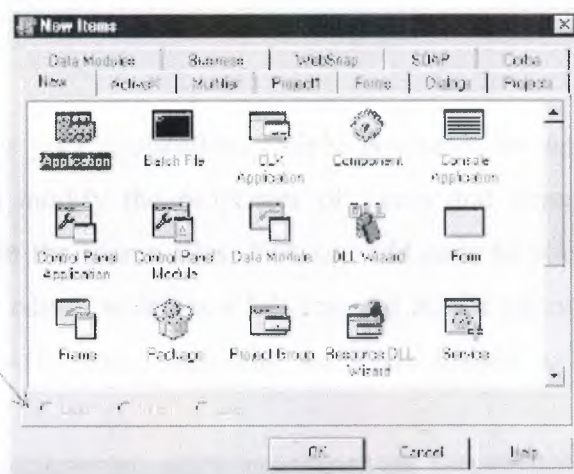 New Items
Data Modules Business WebSnap SOAP Corba
New ActiveX Multitier Project1 Forms Dialogs Projects
Application Batch File CLX Application Component Console Application
Control Panel Application Control Panel Module Data Module DLL Wizard Form
Frame Package Project Group Resource DLL Wizard Service
OK Cancel Help